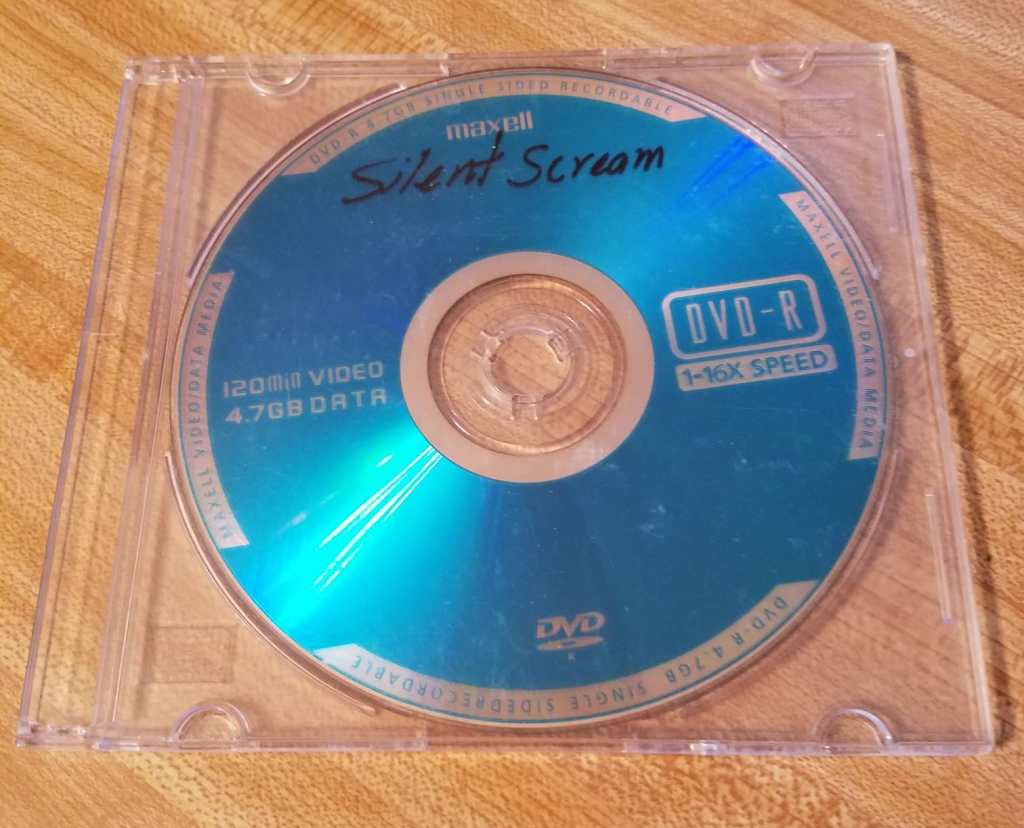 DVD-R 4.7GB SINGLE SIDED RECORDABLE
maxell
Silent Scream
MAXELL VIDEO/DATA MEDIA
DVD-R
1-16X SPEED
120min VIDEO
4.7GB DATA
MAXELL VIDEO/DATA MEDIA
DVD
R
DVD-R 4.7GB SINGLE SIDED RECORDABLE